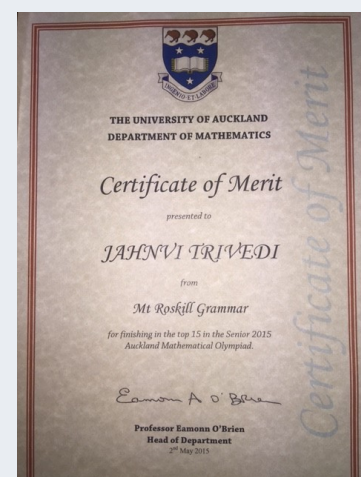 INGENIO·ET·LABORE
THE UNIVERSITY OF AUCKLAND
DEPARTMENT OF MATHEMATICS
Certificate of Merit
presented to
JAHNVI TRIVEDI
from
Mt Roskill Grammar
for finishing in the top 15 in the Senior 2015
Auckland Mathematical Olympiad.
Eamonn A O'Brien
Professor Eamonn O'Brien
Head of Department
2nd May 2015
Certificate of Merit